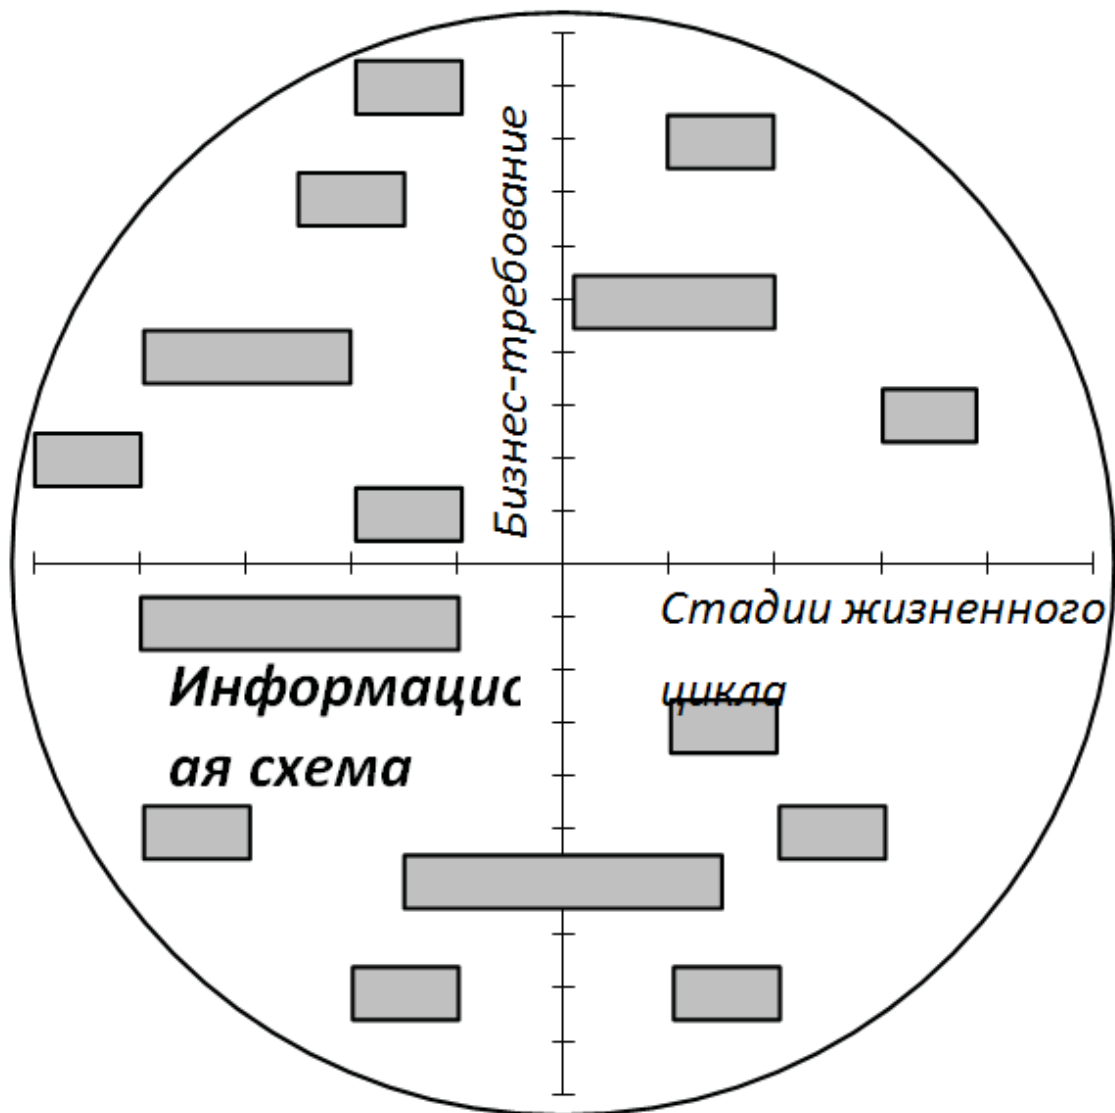 Бизнес-требование
Стадии жизненного
цикла
Информацис
ая схема